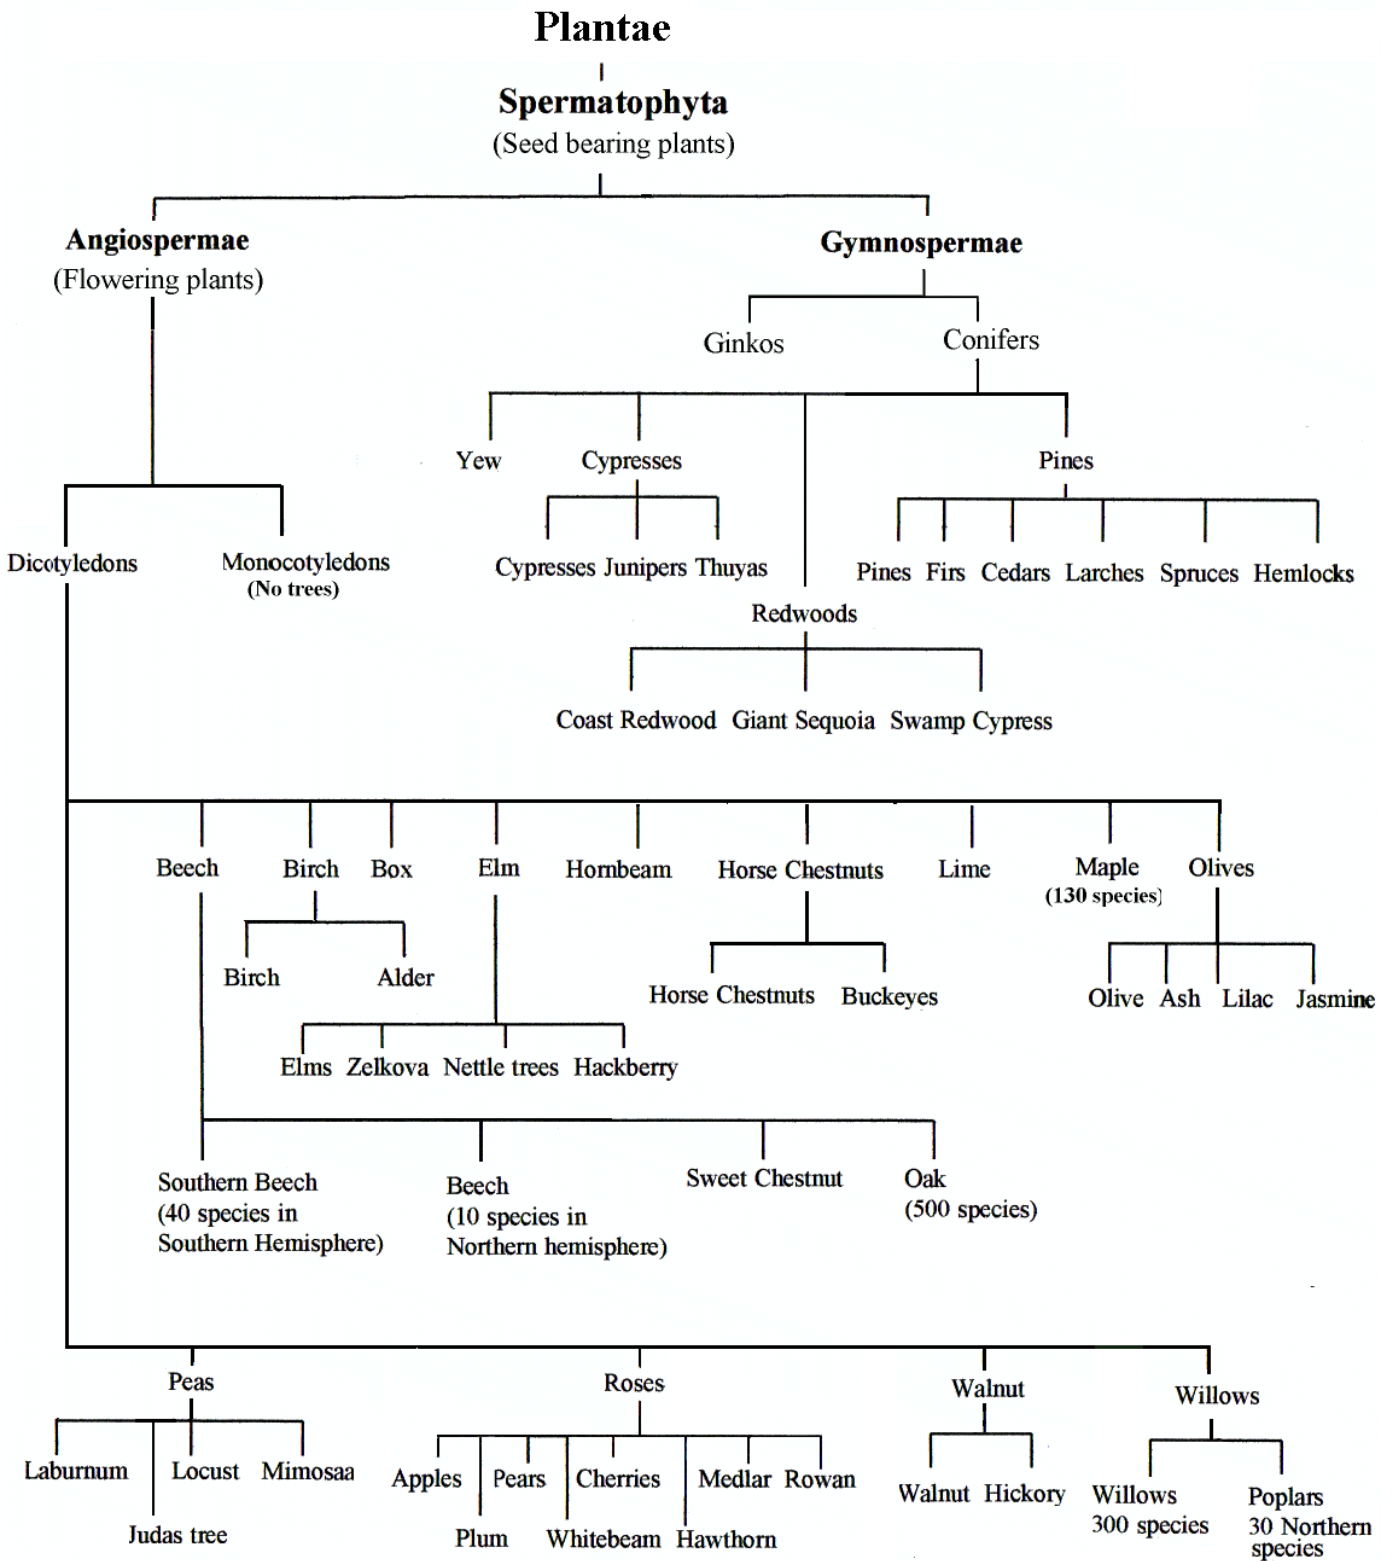 Plantae
Spermatophyta
(Seed bearing plants)
Angiospermae
(Flowering plants)
Gymnospermae
Ginkos
Conifers
Yew
Cypresses
Pines
Dicotyledons
Monocotyledons
(No trees)
Cypresses Junipers Thuyas
Pines Firs Cedars Larches Spruces Hemlocks
Redwoods
Coast Redwood Giant Sequoia Swamp Cypress
Beech Birch Box Elm Hornbeam Horse Chestnuts Lime Maple Olives
(130 species)
Birch Alder
Horse Chestnuts Buckeyes
Olive Ash Lilac Jasmine
Elms Zelkova Nettle trees Hackberry
Southern Beech
(40 species in
Southern Hemisphere)
Beech
(10 species in
Northern hemisphere)
Sweet Chestnut
Oak
(500 species)
Peas
Roses
Walnut
Willows
Laburnum Locust Mimosaa
Judas tree
Apples Pears Cherries Medlar Rowan
Plum Whitebeam Hawthorn
Walnut Hickory
Willows
300 species
Poplars
30 Northern
species